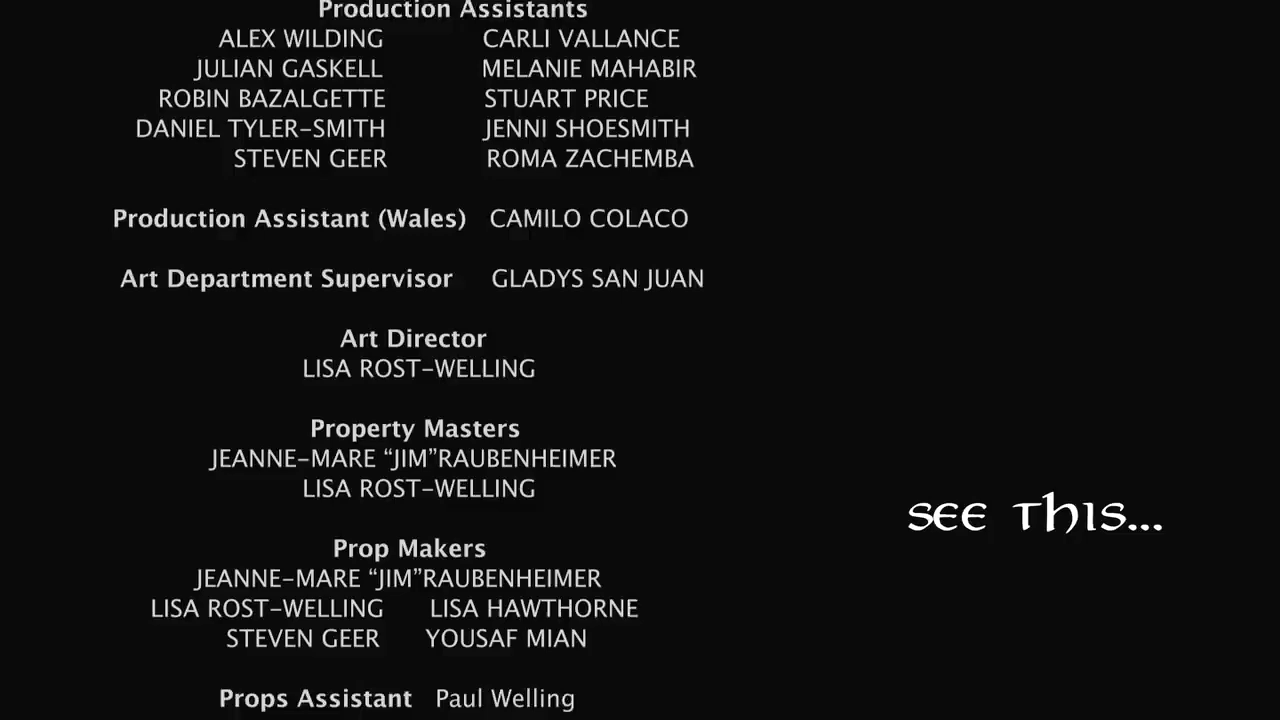 Production Assistants
ALEX WILDING CARLI VALLANCE
JULIAN GASKELL MELANIE MAHABIR
ROBIN BAZALGETTE STUART PRICE
DANIEL TYLER-SMITH JENNI SHOESMITH
STEVEN GEER ROMA ZACHEMBA
Production Assistant (Wales) CAMILO COLACO
Art Department Supervisor GLADYS SAN JUAN
Art Director
LISA ROST-WELLING
Property Masters
JEANNE-MARE “JIM”RAUBENHEIMER
LISA ROST-WELLING
Prop Makers
JEANNE-MARE “JIM”RAUBENHEIMER
LISA ROST-WELLING LISA HAWTHORNE
STEVEN GEER YOUSAF MIAN
Props Assistant Paul Welling
see this...